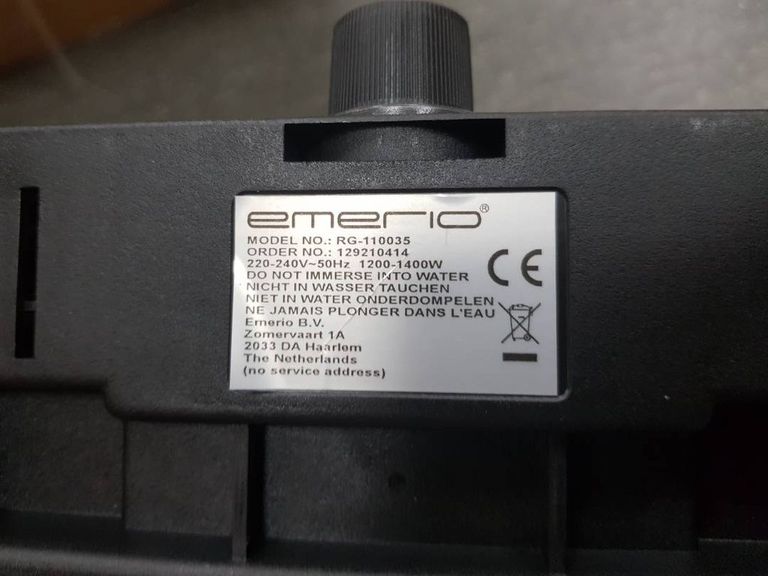 emerio®
MODEL NO.: RG-110035
ORDER NO.: 129210414
220-240V~50Hz 1200-1400W
DO NOT IMMERSE INTO WATER
NICHT IN WASSER TAUCHEN
NIET IN WATER ONDERDOMPELEN
NE JAMAIS PLONGER DANS L'EAU
Emerio B.V.
Zomervaart 1A
2033 DA Haarlem
The Netherlands
(no service address)
CE